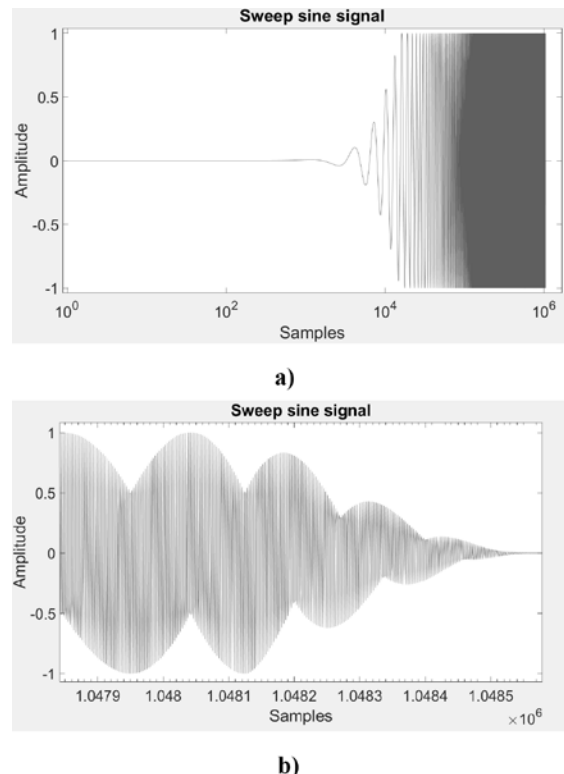 Sweep sine signal
1
0.5
0
-0.5
-1
Amplitude
10^0 10^2 10^4 10^6
Samples
a)
Sweep sine signal
1
0.5
0
-0.5
-1
Amplitude
1.0479 1.048 1.0481 1.0482 1.0483 1.0484 1.0485
Samples
×10^6
b)